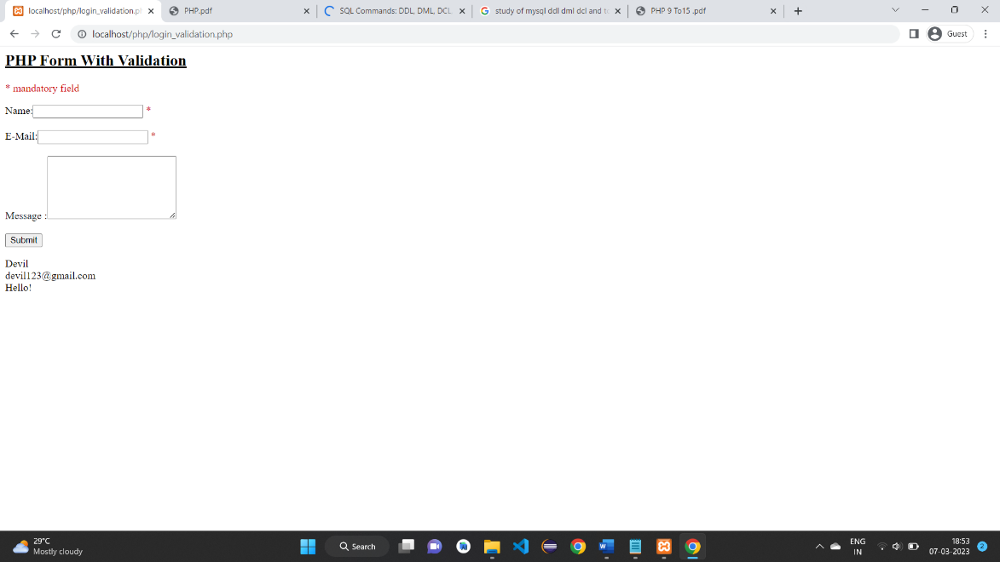 localhost/php/login_validation.ph
PHP.pdf
SQL Commands: DDL, DML, DCL
study of mysql ddl dml dcl and tc
PHP 9 To15 .pdf
localhost/php/login_validation.php
Guest
PHP Form With Validation
* mandatory field
Name: *
E-Mail: *
Message :
Submit
Devil
devil123@gmail.com
Hello!
29°C
Mostly cloudy
Search
ENG
IN
18:53
07-03-2023
2